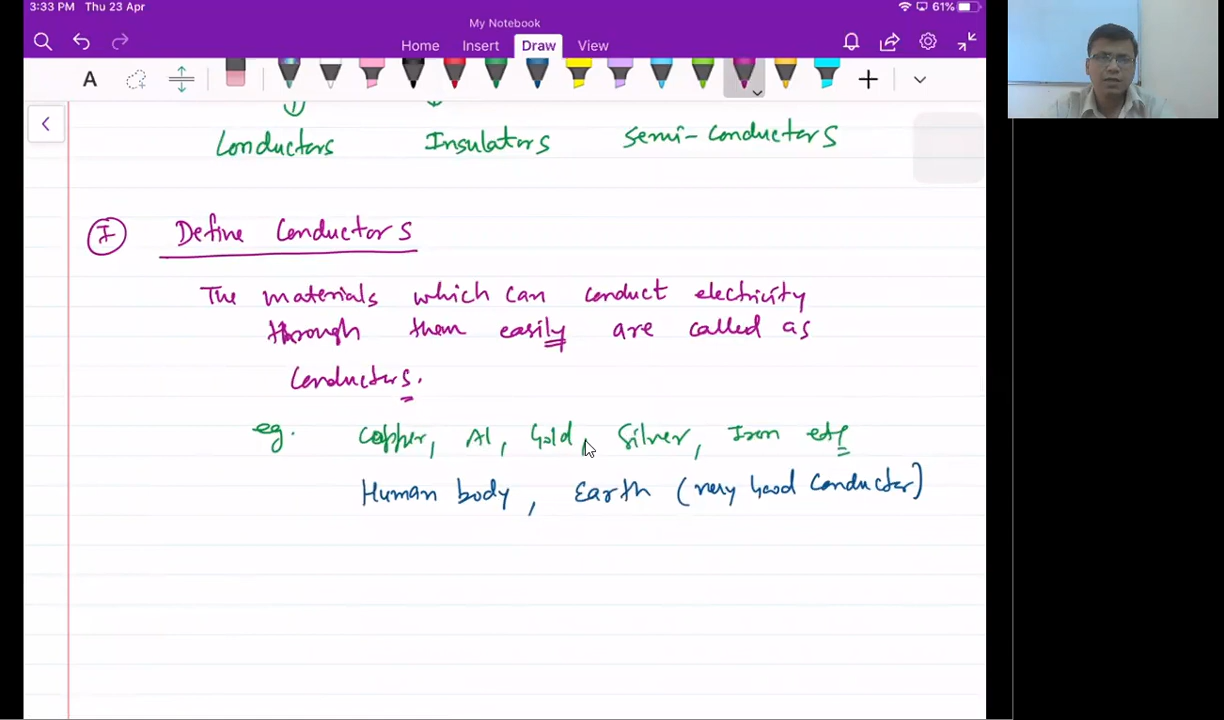 3:33 PM Thu 23 Apr
61%
My Notebook
Home Insert Draw View
A
Conductors Insulators Semi-Conductors
I Define Conductors
The materials which can conduct electricity
through them easily are called as
Conductors.
eg. Copper, Al, Gold, Silver, Iron etc
Human body, Earth (very Good Conductor)